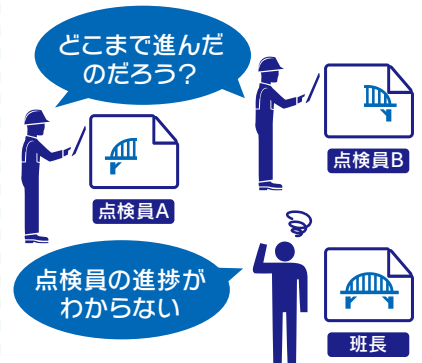 どこまで進んだ
のだろう?
点検員B
点検員A
点検員の進捗が
わからない
班長